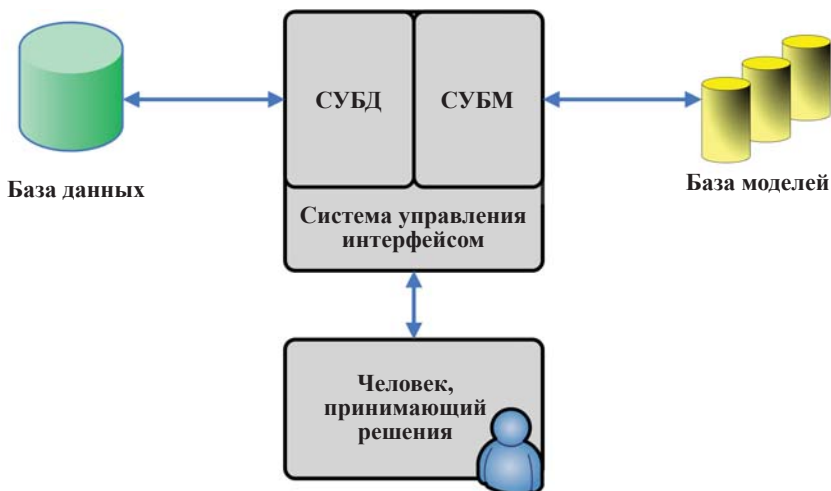 СУБД
СУБМ
База данных
База моделей
Система управления
интерфейсом
Человек,
принимающий
решения